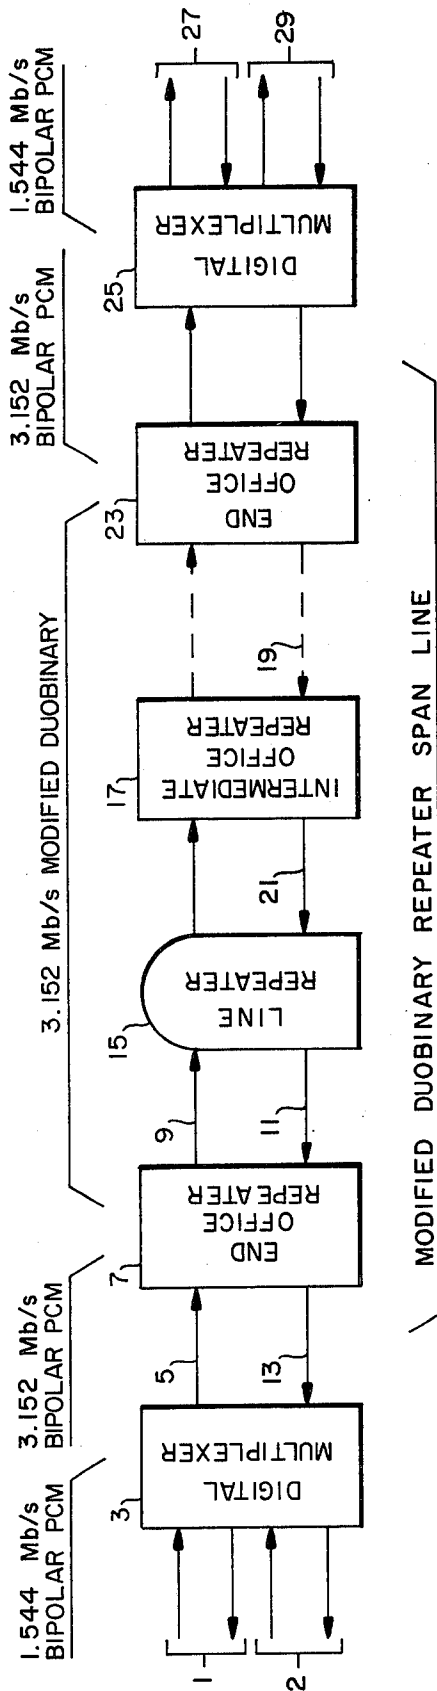 1.544 Mb/s
BIPOLAR PCM
3.152 Mb/s
BIPOLAR PCM
3.152 Mb/s MODIFIED DUOBINARY
3.152 Mb/s
BIPOLAR PCM
1.544 Mb/s
BIPOLAR PCM
1
2
3
DIGITAL
MULTIPLEXER
5
13
7
END
OFFICE
REPEATER
9
11
15
LINE
REPEATER
21
17
INTERMEDIATE
OFFICE
REPEATER
19
23
END
OFFICE
REPEATER
25
DIGITAL
MULTIPLEXER
27
29
MODIFIED DUOBINARY REPEATER SPAN LINE